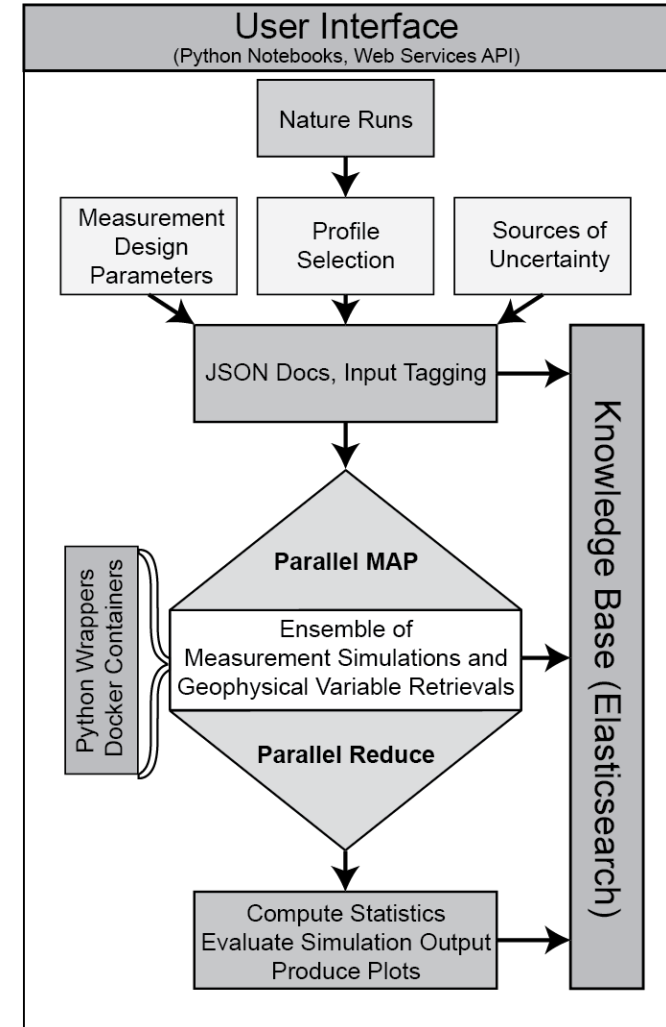 User Interface
(Python Notebooks, Web Services API)
Nature Runs
Measurement
Design
Parameters
Profile
Selection
Sources of
Uncertainty
JSON Docs, Input Tagging
Knowledge Base (Elasticsearch)
Parallel MAP
Python Wrappers
Docker Containers
Ensemble of
Measurement Simulations and
Geophysical Variable Retrievals
Parallel Reduce
Compute Statistics
Evaluate Simulation Output
Produce Plots